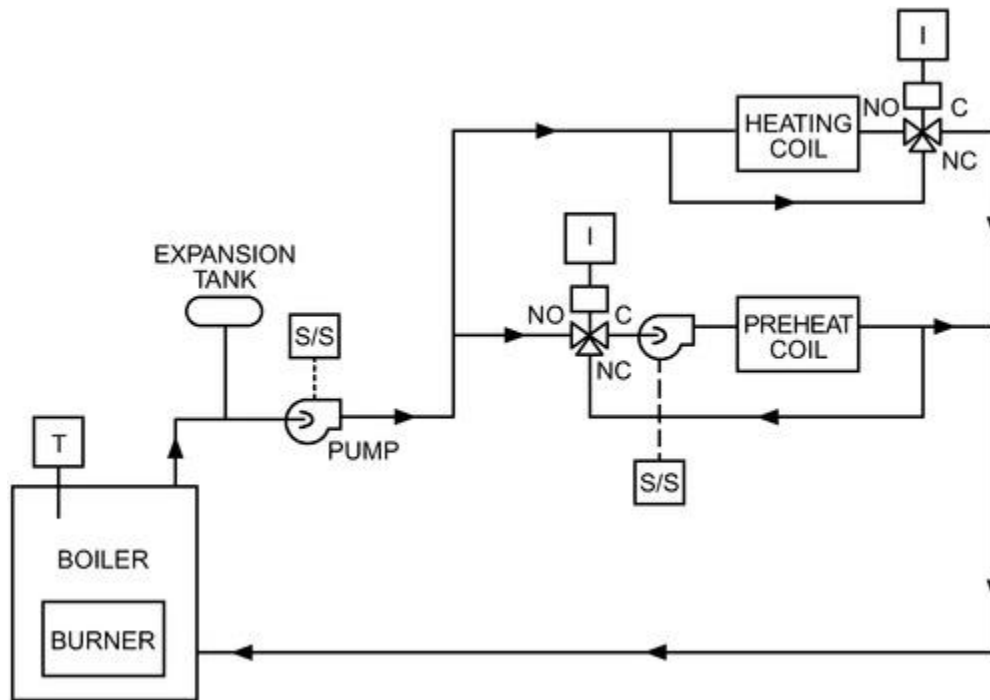 I
NO
C
HEATING
COIL
NC
I
EXPANSION
TANK
S/S
NO
C
PREHEAT
COIL
NC
T
PUMP
S/S
BOILER
BURNER